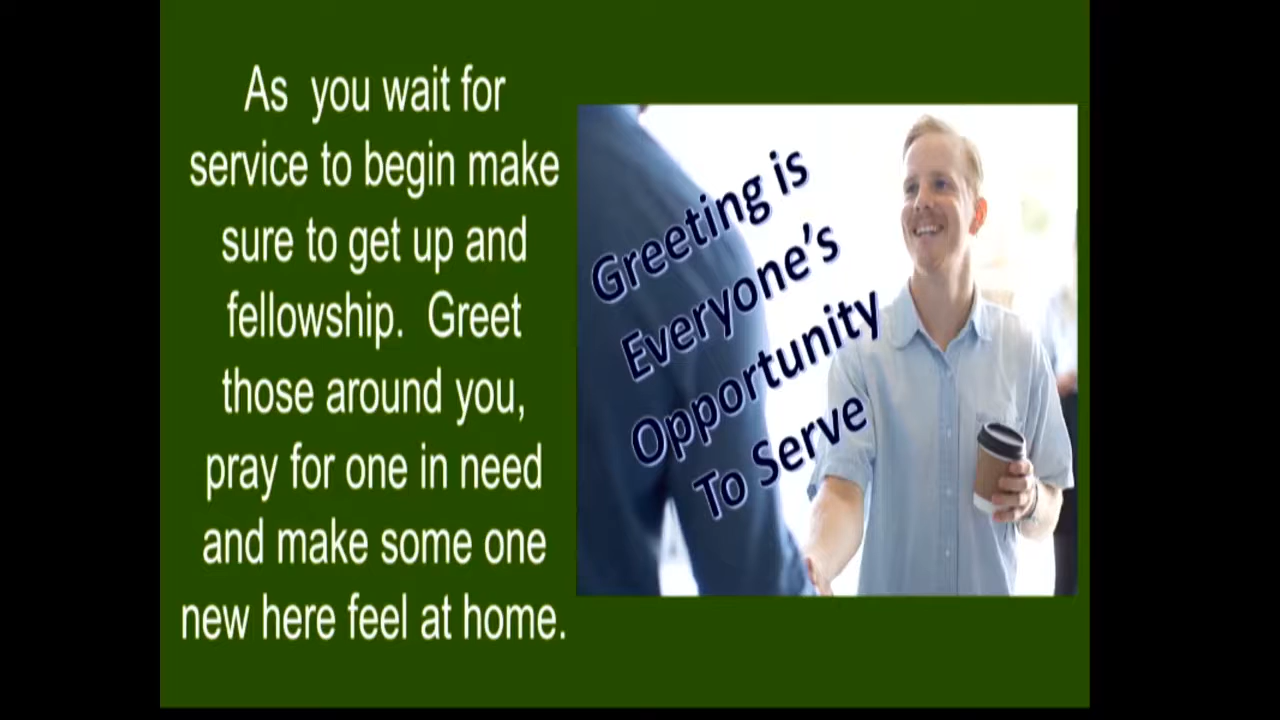 As you wait for
service to begin make
sure to get up and
fellowship. Greet
those around you,
pray for one in need
and make some one
new here feel at home.
Greeting is
Everyone's
Opportunity
To Serve